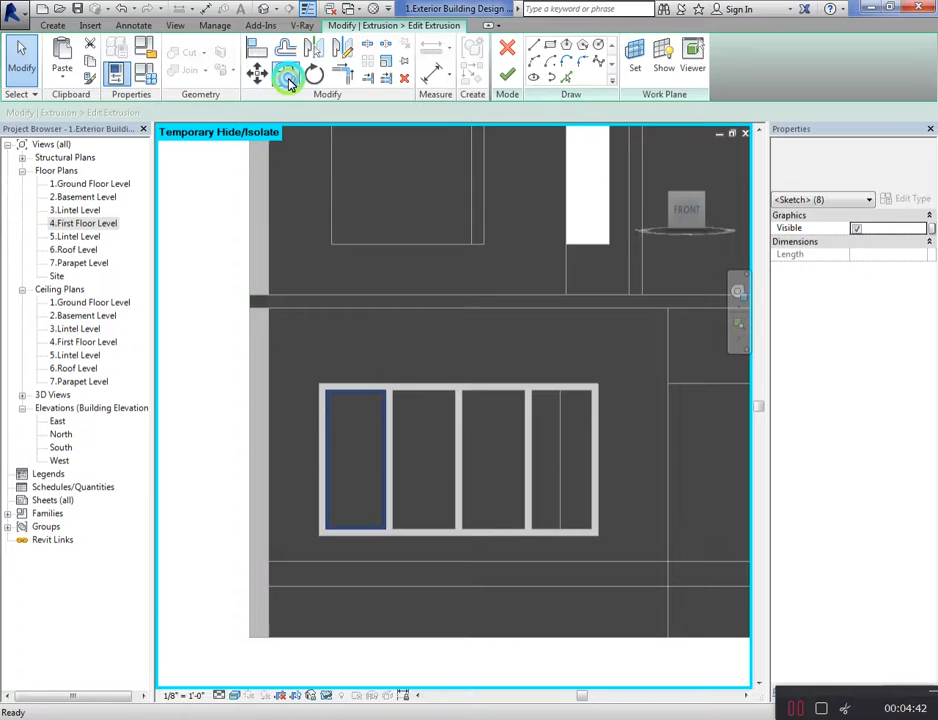 1.Exterior Building Design ...
Type a keyword or phrase
Sign In
Create
Insert
Annotate
View
Manage
Add-Ins
V-Ray
Modify | Extrusion > Edit Extrusion
Modify
Paste
Cut
Join
Set
Show
Viewer
Select
Clipboard
Properties
Geometry
Modify
Measure
Create
Mode
Draw
Work Plane
Modify | Extrusion > Edit Extrusion
Project Browser - 1.Exterior Buildi...
Views (all)
Structural Plans
Floor Plans
1.Ground Floor Level
2.Basement Level
3.Lintel Level
4.First Floor Level
5.Lintel Level
6.Roof Level
7.Parapet Level
Site
Ceiling Plans
1.Ground Floor Level
2.Basement Level
3.Lintel Level
4.First Floor Level
5.Lintel Level
6.Roof Level
7.Parapet Level
3D Views
Elevations (Building Elevation
East
North
South
West
Legends
Schedules/Quantities
Sheets (all)
Families
Groups
Revit Links
Temporary Hide/Isolate
FRONT
Properties
<Sketch> (8)
Edit Type
Graphics
Visible
Dimensions
Length
1/8" = 1'-0"
Ready
00:04:42